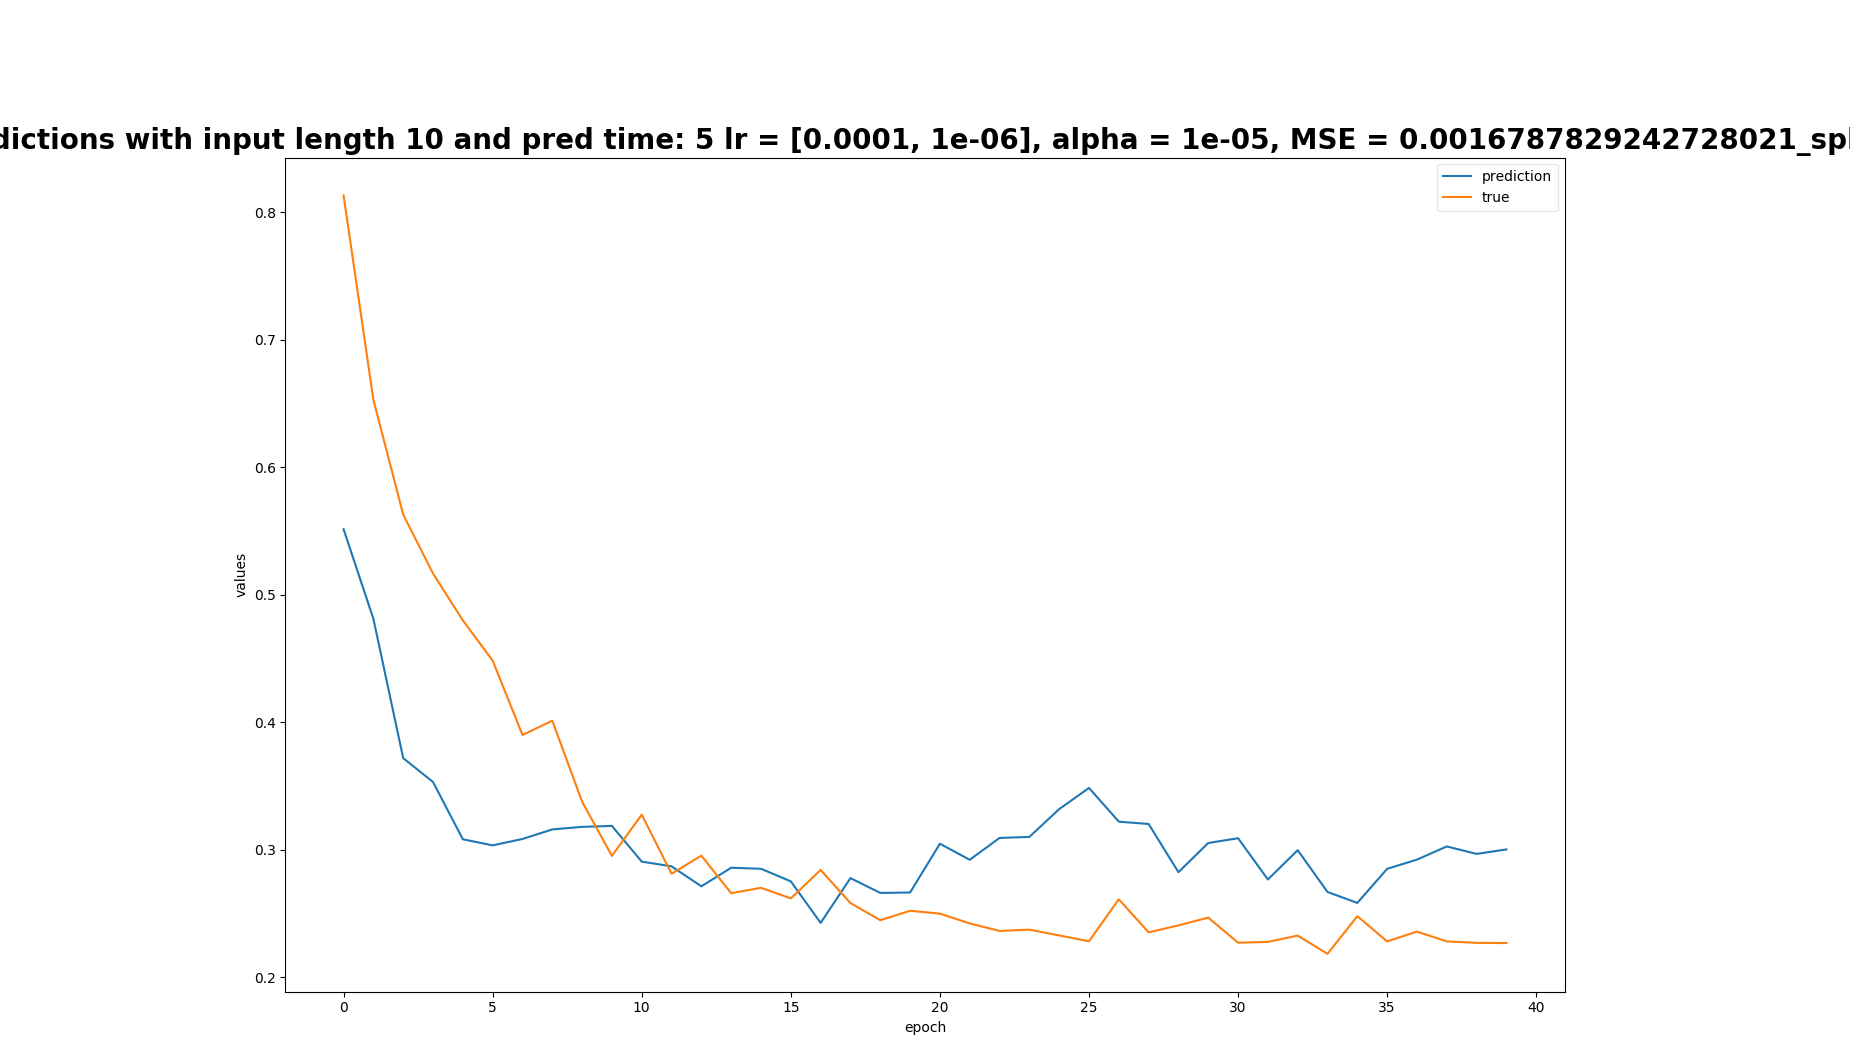 dictions with input length 10 and pred time: 5 lr = [0.0001, 1e-06], alpha = 1e-05, MSE = 0.0016787829242728021_spl
prediction
true
0.8
0.7
0.6
0.5
0.4
0.3
0.2
values
0 5 10 15 20 25 30 35 40
epoch